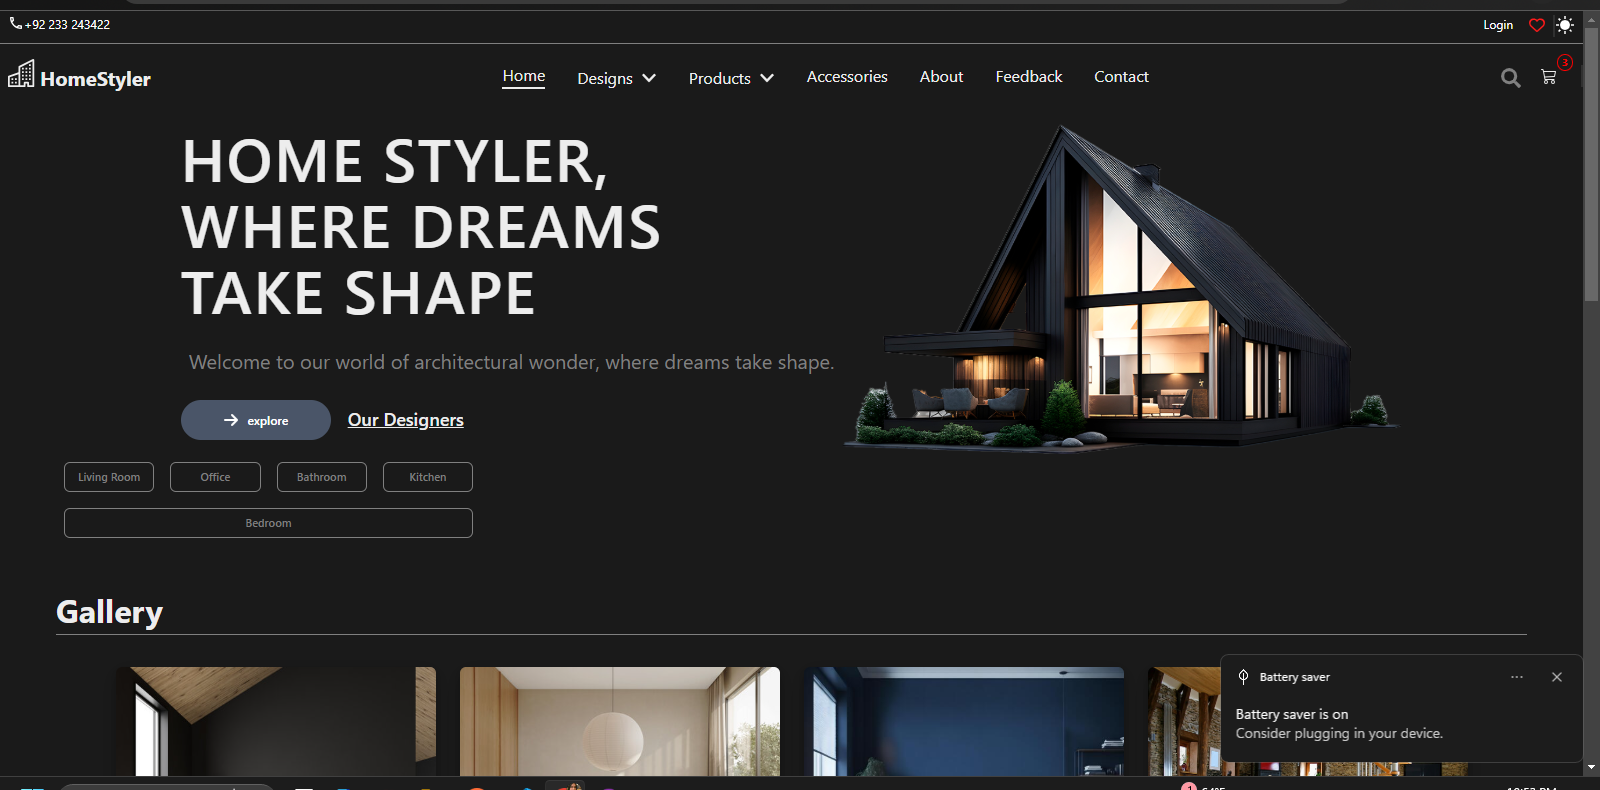 +92 233 243422
Login
HomeStyler
Home
Designs
Products
Accessories
About
Feedback
Contact
3
HOME STYLER,
WHERE DREAMS
TAKE SHAPE
Welcome to our world of architectural wonder, where dreams take shape.
explore
Our Designers
Living Room
Office
Bathroom
Kitchen
Bedroom
Gallery
Battery saver
Battery saver is on
Consider plugging in your device.